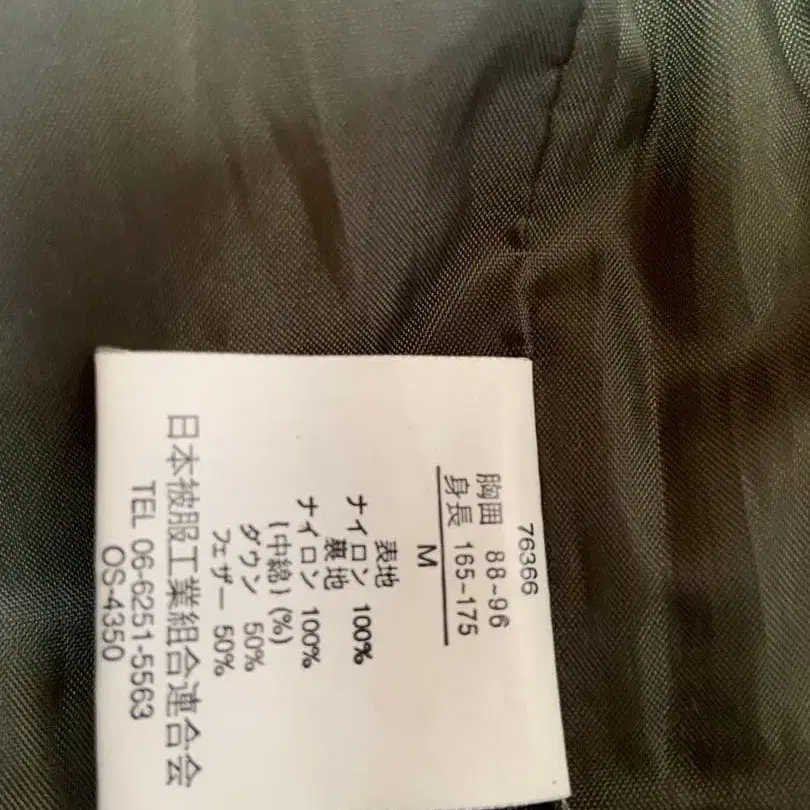 76366
胸囲 88~96
身長 165~175
M
表地
ナイロン 100%
裏地
ナイロン 100%
(中綿) (%)
ダウン 50%
フェザー 50%
日本被服工業組合連合会
TEL 06-6251-5563
OS-4350